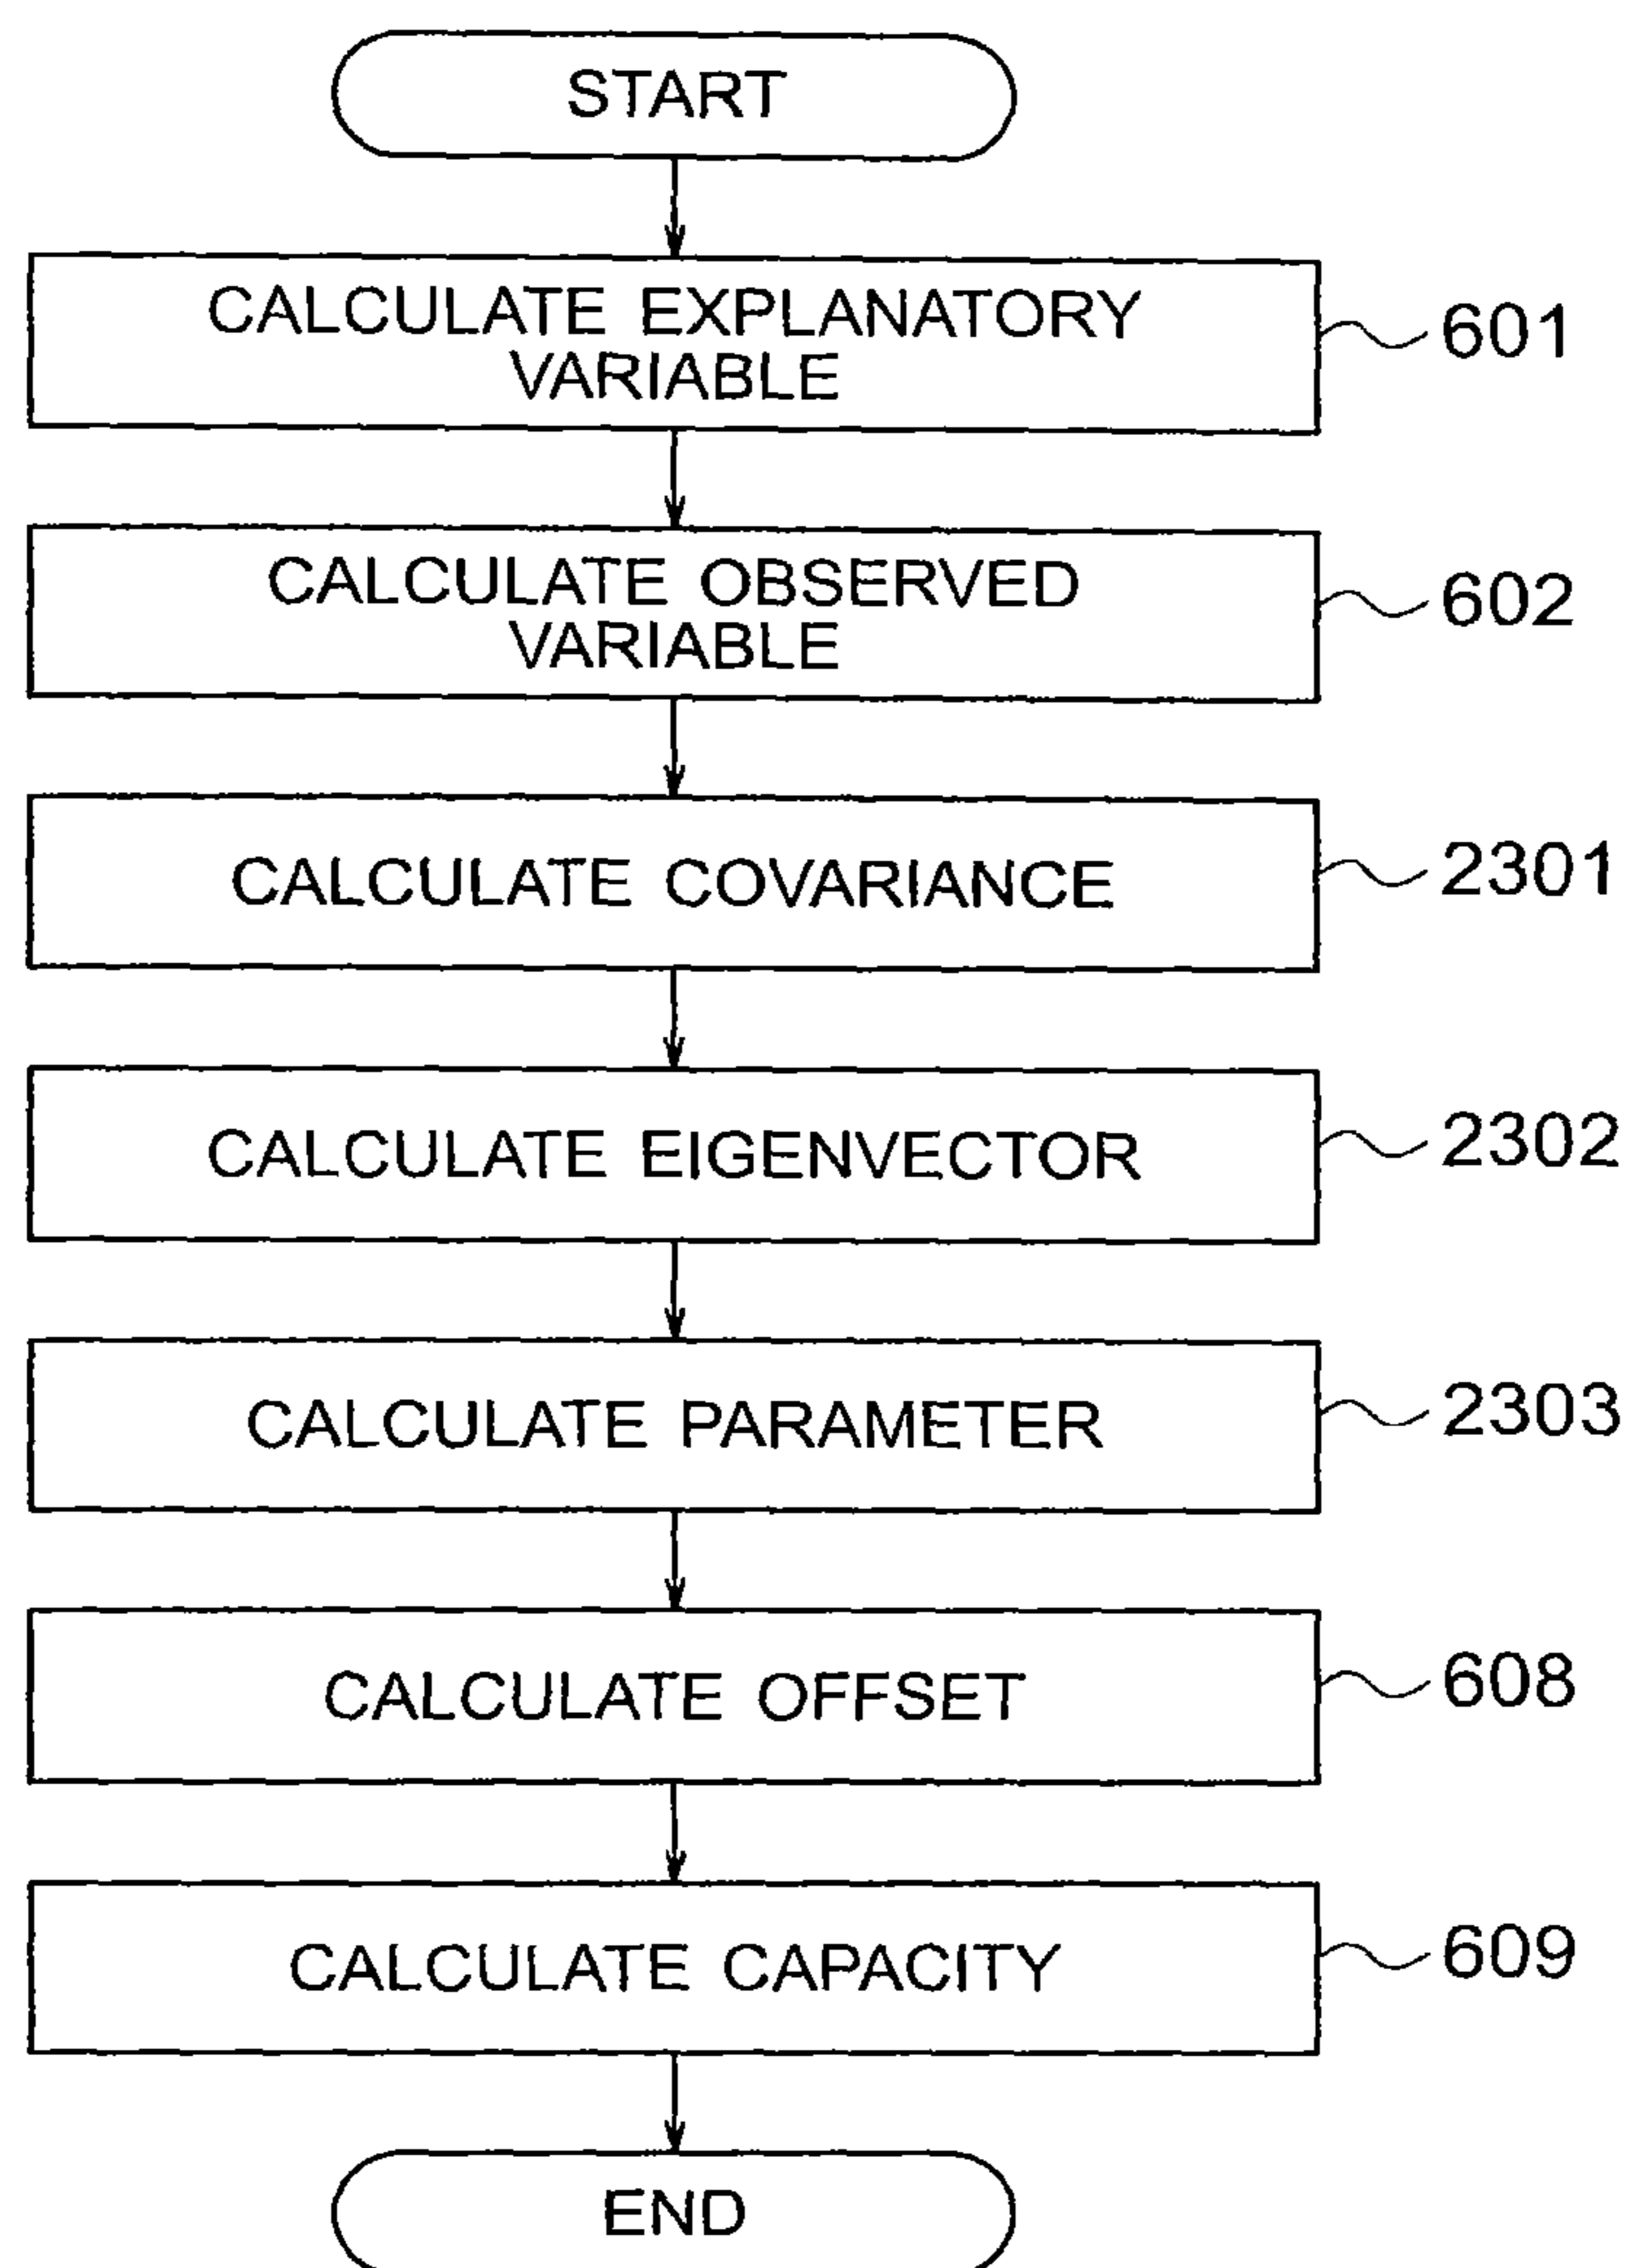 START
CALCULATE EXPLANATORY
VARIABLE
601
CALCULATE OBSERVED
VARIABLE
602
CALCULATE COVARIANCE
2301
CALCULATE EIGENVECTOR
2302
CALCULATE PARAMETER
2303
CALCULATE OFFSET
608
CALCULATE CAPACITY
609
END